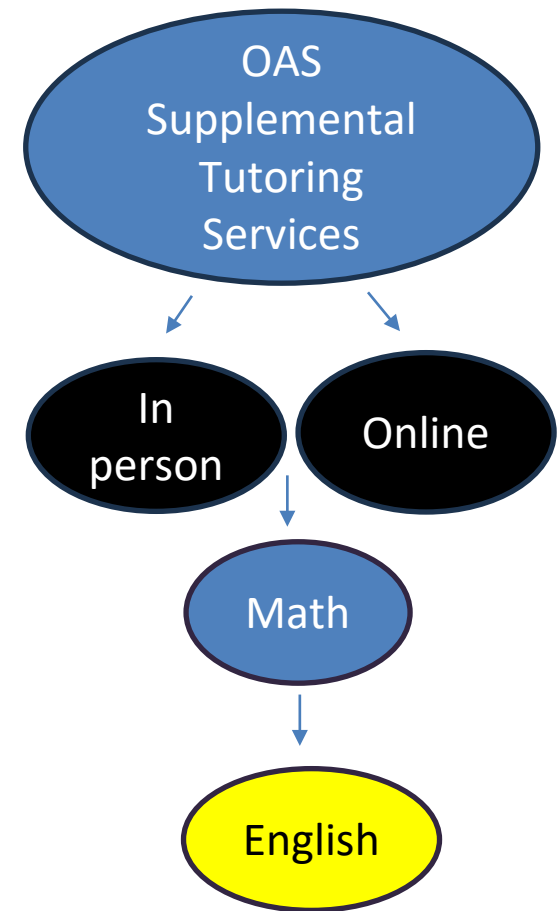 OAS
Supplemental
Tutoring
Services
In
person
Online
Math
English